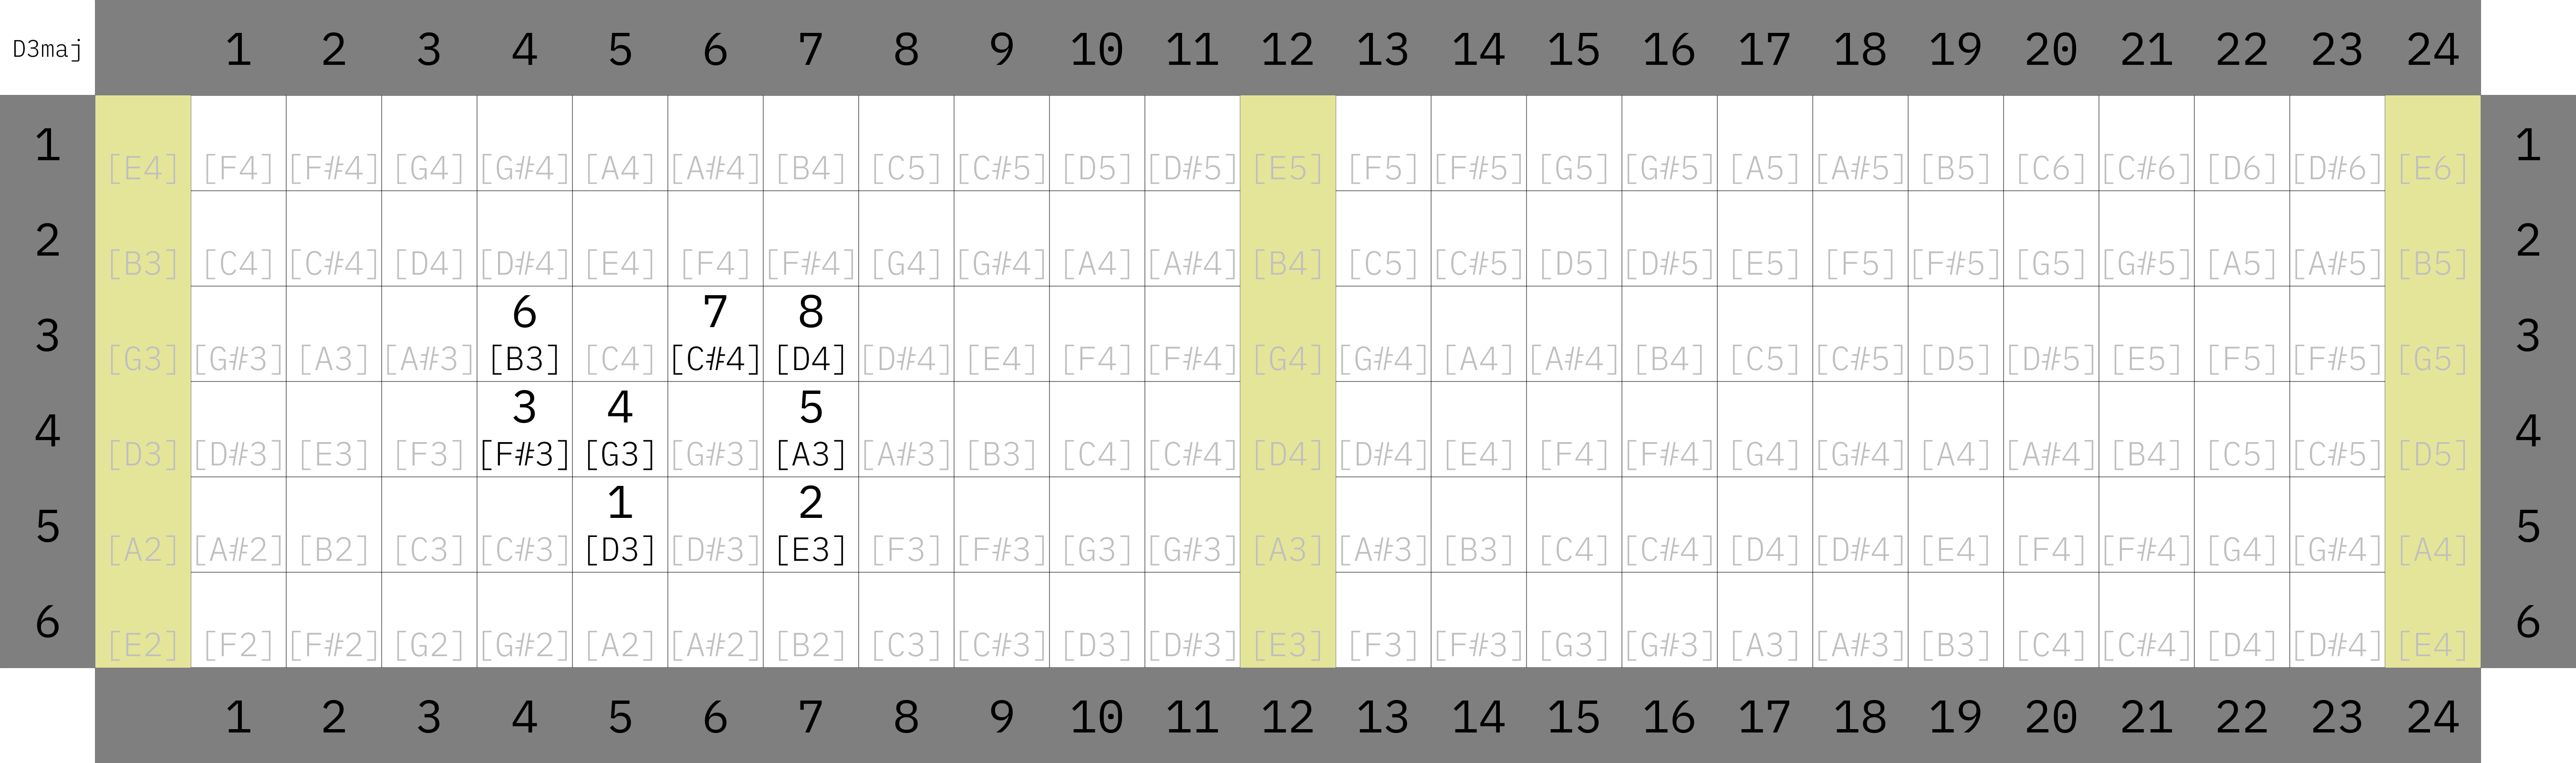 D3maj 1 2 3 4 5 6 7 8 9 10 11 12 13 14 15 16 17 18 19 20 21 22 23 24
1 1
[E4] [F4] [F#4] [G4] [G#4] [A4] [A#4] [B4] [C5] [C#5] [D5] [D#5] [E5] [F5] [F#5] [G5] [G#5] [A5] [A#5] [B5] [C6] [C#6] [D6] [D#6] [E6]
2 2
[B3] [C4] [C#4] [D4] [D#4] [E4] [F4] [F#4] [G4] [G#4] [A4] [A#4] [B4] [C5] [C#5] [D5] [D#5] [E5] [F5] [F#5] [G5] [G#5] [A5] [A#5] [B5]
3 6 7 8 3
[G3] [G#3] [A3] [A#3] [B3] [C4] [C#4] [D4] [D#4] [E4] [F4] [F#4] [G4] [G#4] [A4] [A#4] [B4] [C5] [C#5] [D5] [D#5] [E5] [F5] [F#5] [G5]
4 3 4 5 4
[D3] [D#3] [E3] [F3] [F#3] [G3] [G#3] [A3] [A#3] [B3] [C4] [C#4] [D4] [D#4] [E4] [F4] [F#4] [G4] [G#4] [A4] [A#4] [B4] [C5] [C#5] [D5]
5 1 2 5
[A2] [A#2] [B2] [C3] [C#3] [D3] [D#3] [E3] [F3] [F#3] [G3] [G#3] [A3] [A#3] [B3] [C4] [C#4] [D4] [D#4] [E4] [F4] [F#4] [G4] [G#4] [A4]
6 6
[E2] [F2] [F#2] [G2] [G#2] [A2] [A#2] [B2] [C3] [C#3] [D3] [D#3] [E3] [F3] [F#3] [G3] [G#3] [A3] [A#3] [B3] [C4] [C#4] [D4] [D#4] [E4]
1 2 3 4 5 6 7 8 9 10 11 12 13 14 15 16 17 18 19 20 21 22 23 24